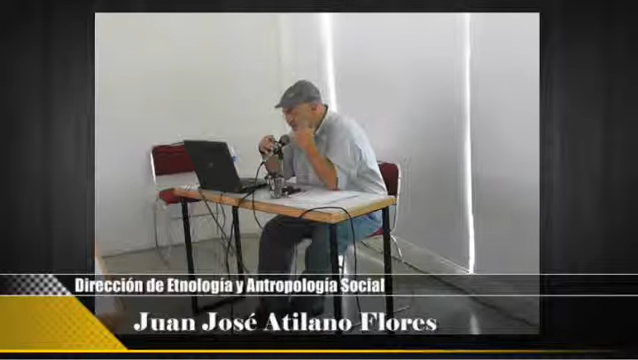 Dirección de Etnología y Antropología Social
Juan José Atilano Flores